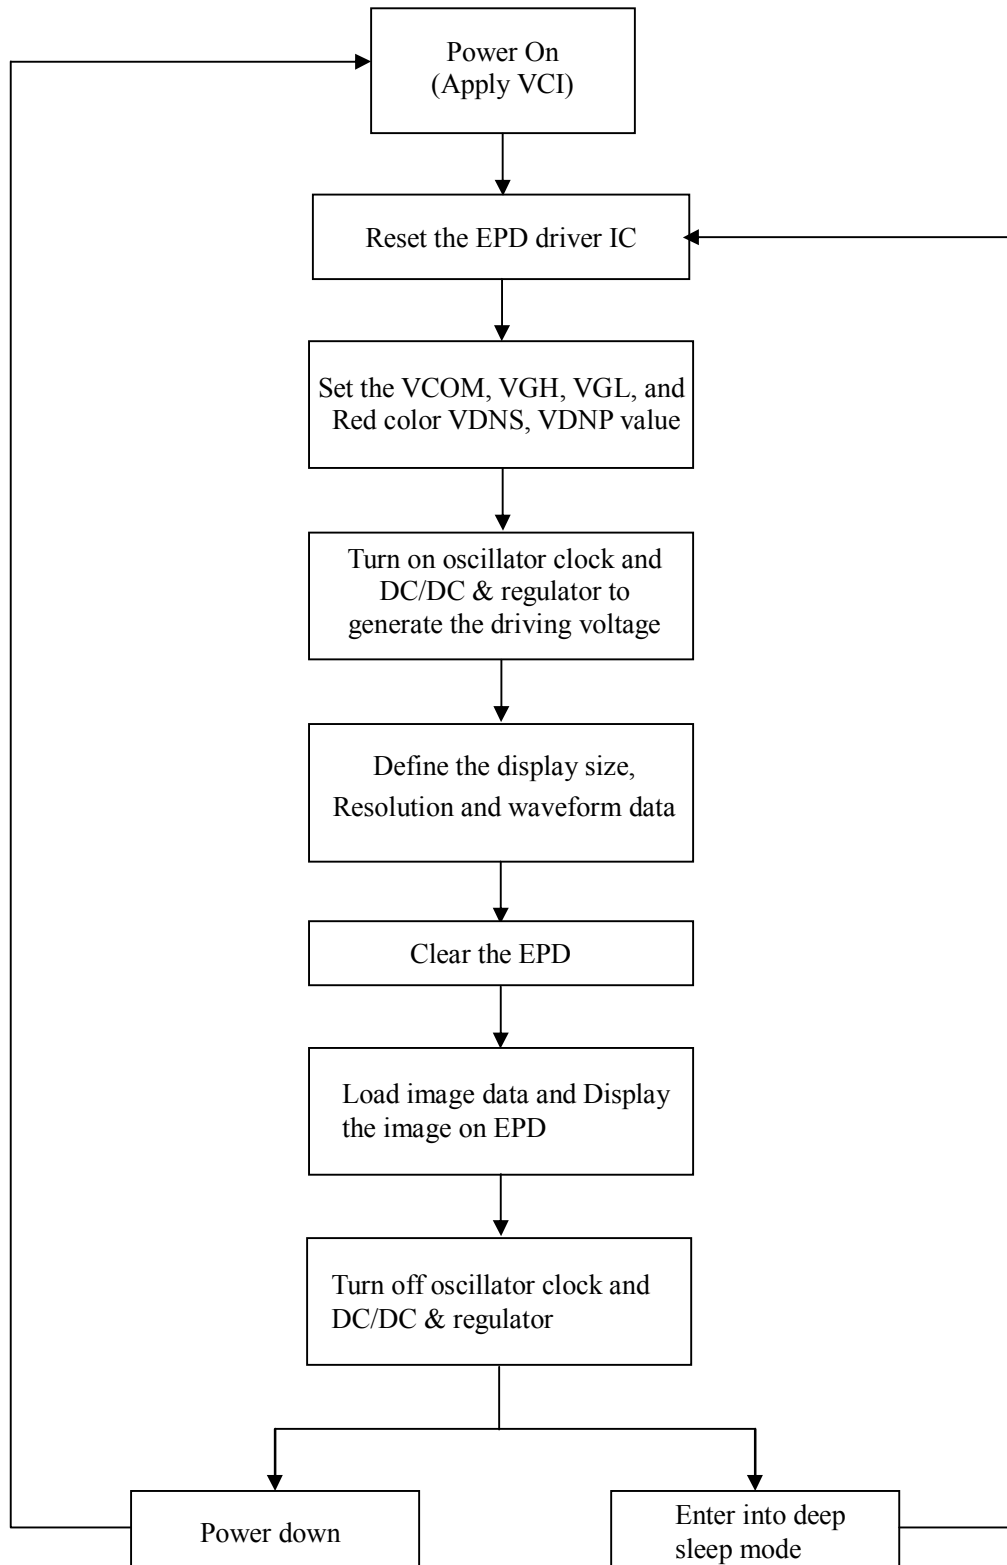 Power On
(Apply VCI)
Reset the EPD driver IC
Set the VCOM, VGH, VGL, and
Red color VDNS, VDNP value
Turn on oscillator clock and
DC/DC & regulator to
generate the driving voltage
Define the display size,
Resolution and waveform data
Clear the EPD
Load image data and Display
the image on EPD
Turn off oscillator clock and
DC/DC & regulator
Power down
Enter into deep
sleep mode